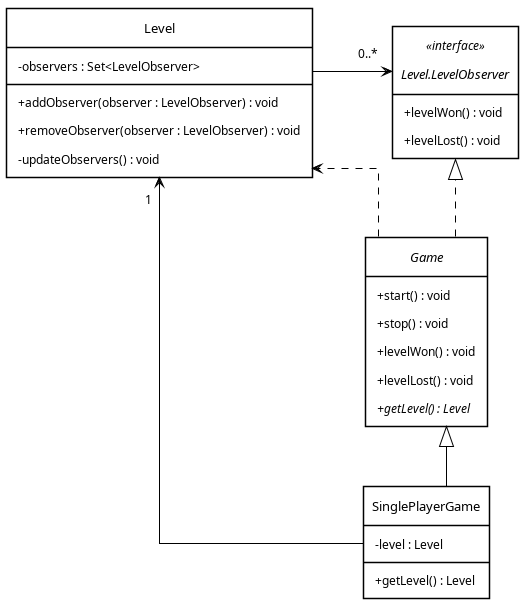 Level
-observers : Set<LevelObserver>
+addObserver(observer : LevelObserver) : void
+removeObserver(observer : LevelObserver) : void
-updateObservers() : void
0..*
«interface»
Level.LevelObserver
+levelWon() : void
+levelLost() : void
1
Game
+start() : void
+stop() : void
+levelWon() : void
+levelLost() : void
+getLevel() : Level
SinglePlayerGame
-level : Level
+getLevel() : Level